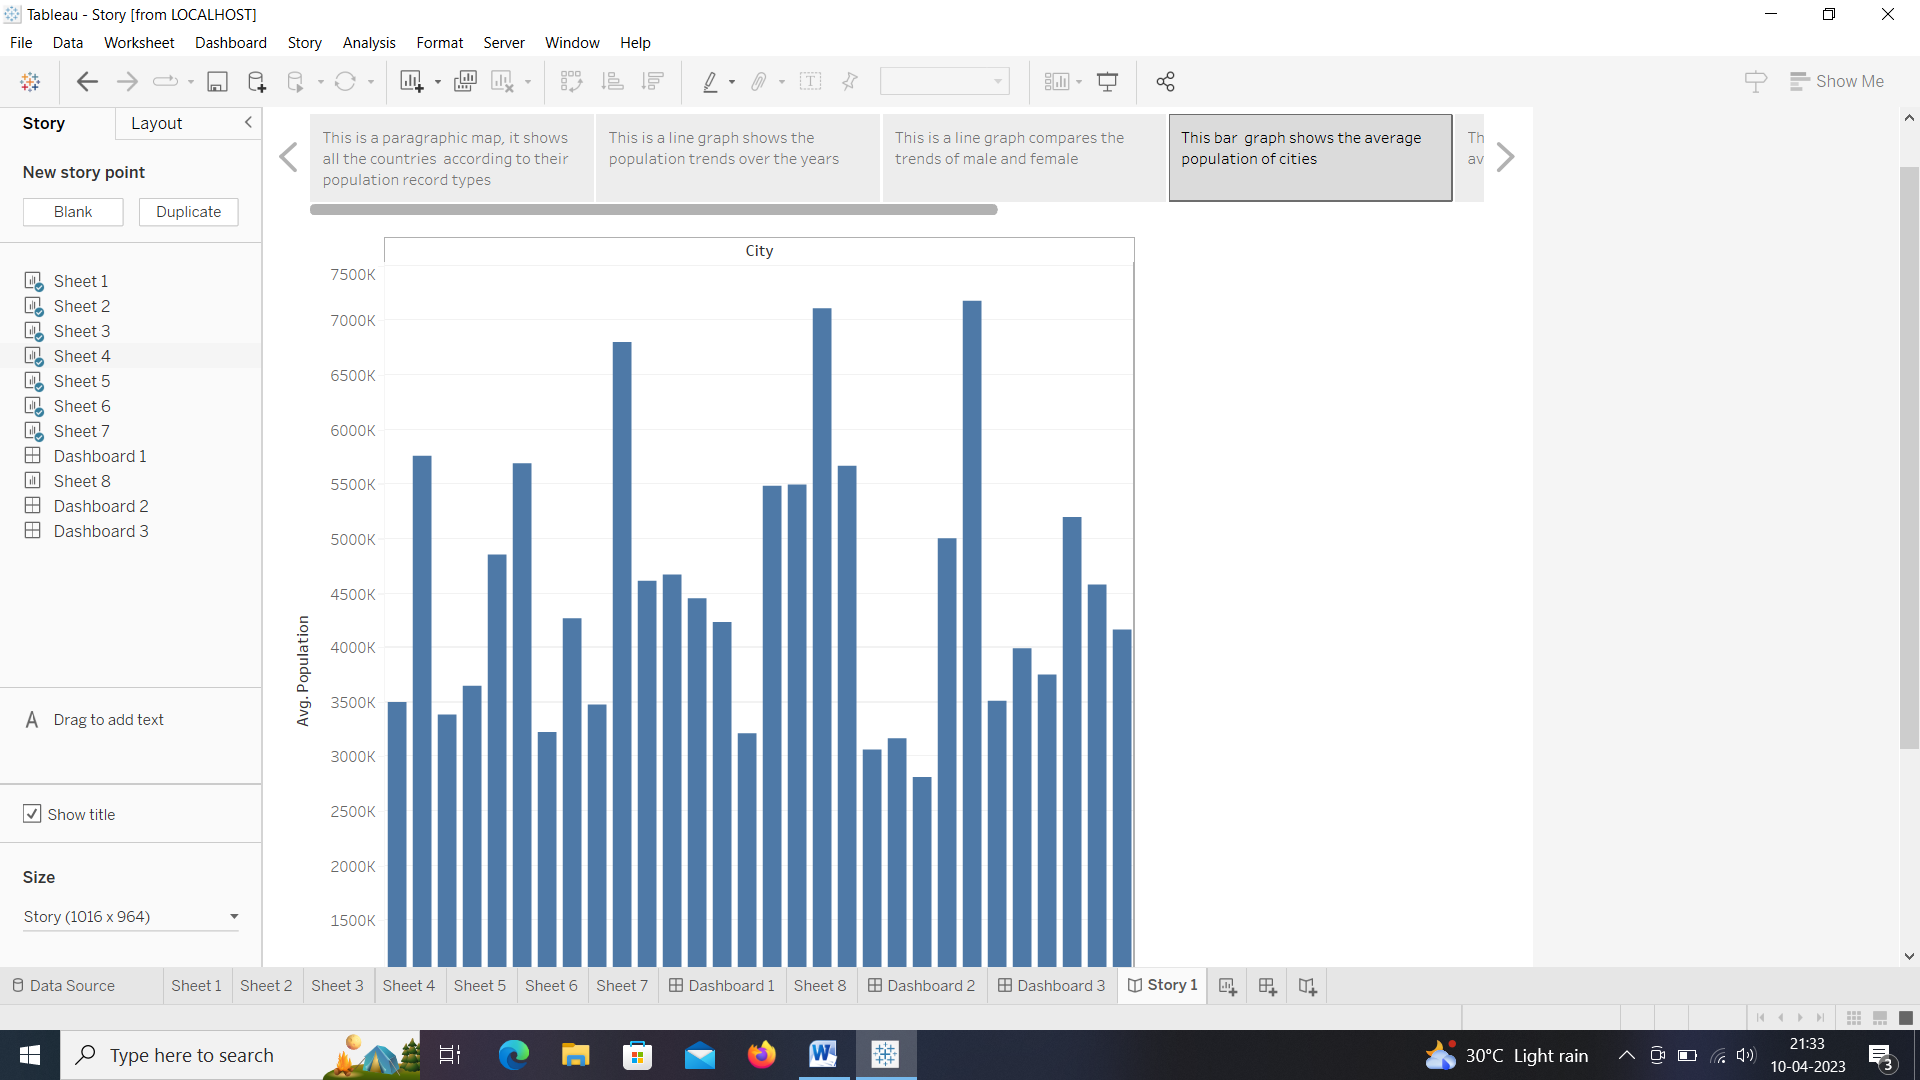 Tableau - Story [from LOCALHOST]
File Data Worksheet Dashboard Story Analysis Format Server Window Help
Show Me
Story Layout
New story point
Blank Duplicate
Sheet 1
Sheet 2
Sheet 3
Sheet 4
Sheet 5
Sheet 6
Sheet 7
Dashboard 1
Sheet 8
Dashboard 2
Dashboard 3
A Drag to add text
Show title
Size
Story (1016 x 964)
This is a paragraphic map, it shows
all the countries  according to their
population record types
This is a line graph shows the
population trends over the years
This is a line graph compares the
trends of male and female
This bar  graph shows the average
population of cities
Th
av
City
7500K
7000K
6500K
6000K
5500K
5000K
4500K
4000K
3500K
3000K
2500K
2000K
1500K
Avg. Population
Data Source Sheet 1 Sheet 2 Sheet 3 Sheet 4 Sheet 5 Sheet 6 Sheet 7 Dashboard 1 Sheet 8 Dashboard 2 Dashboard 3 Story 1
Type here to search
30°C Light rain
21:33
10-04-2023
3